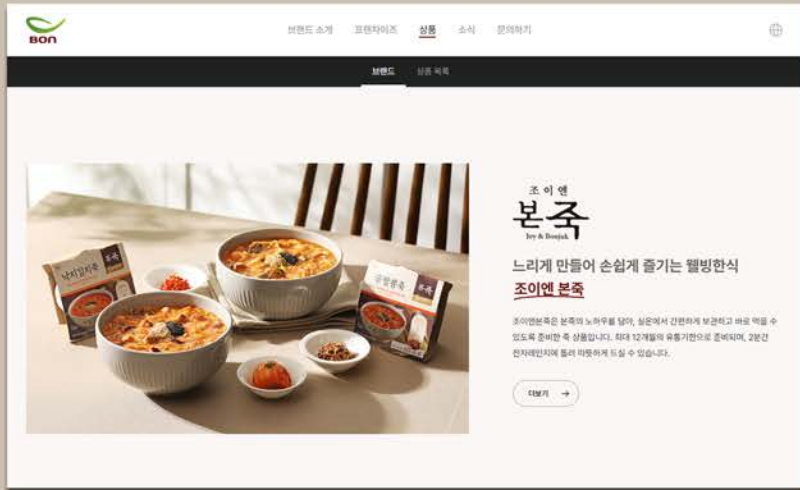 BON
브랜드 소개 프랜차이즈 상품 소식 문의하기
브랜드 상품 목록
낙지김치죽
본죽
본죽
조이엔
본죽
Joy & Bonjuk
느리게 만들어 손쉽게 즐기는 웰빙한식
조이엔 본죽
조이엔본죽은 본죽의 노하우를 담아, 실온에서 간편하게 보관하고 바로 먹을 수
있도록 준비한 죽 상품입니다. 최대 12개월의 유통기한으로 준비되며, 2분간
전자레인지에 돌려 따뜻하게 드실 수 있습니다.
더보기 →